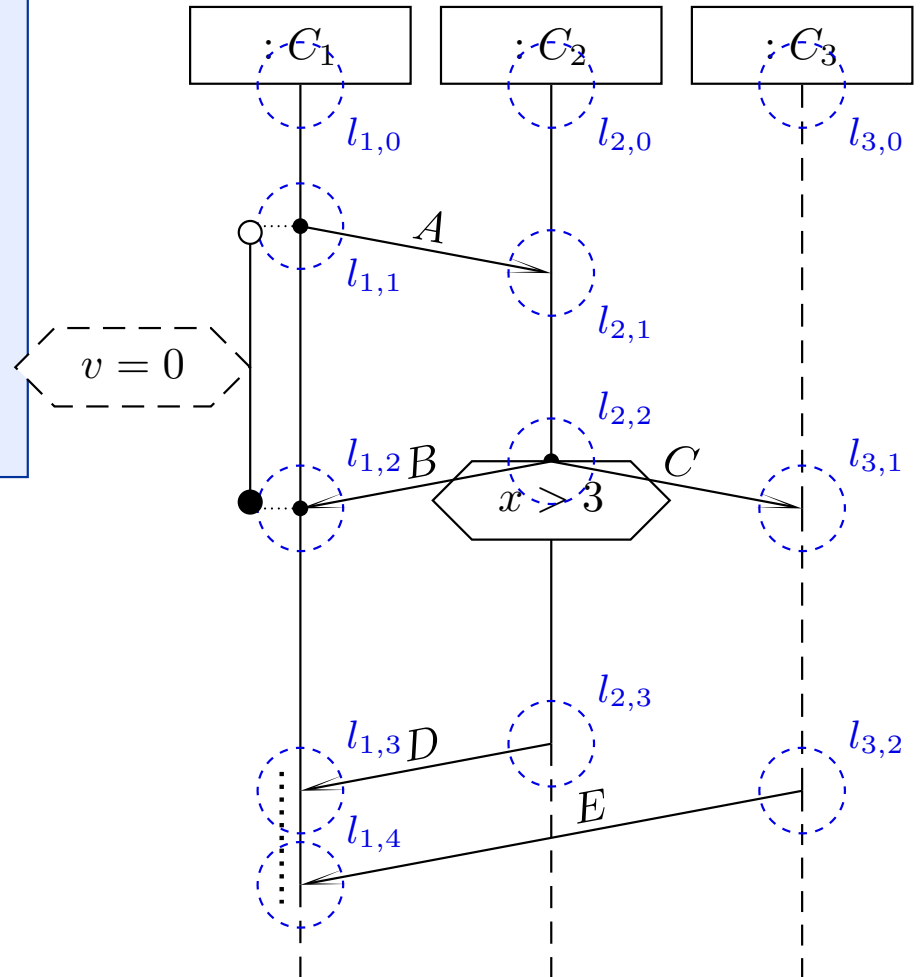 : C₁ : C₂ : C₃
l₁,₀ l₂,₀ l₃,₀
A
l₁,₁
l₂,₁
v = 0
l₂,₂
l₁,₂ B C l₃,₁
x > 3
l₂,₃
l₁,₃ D l₃,₂
E
l₁,₄